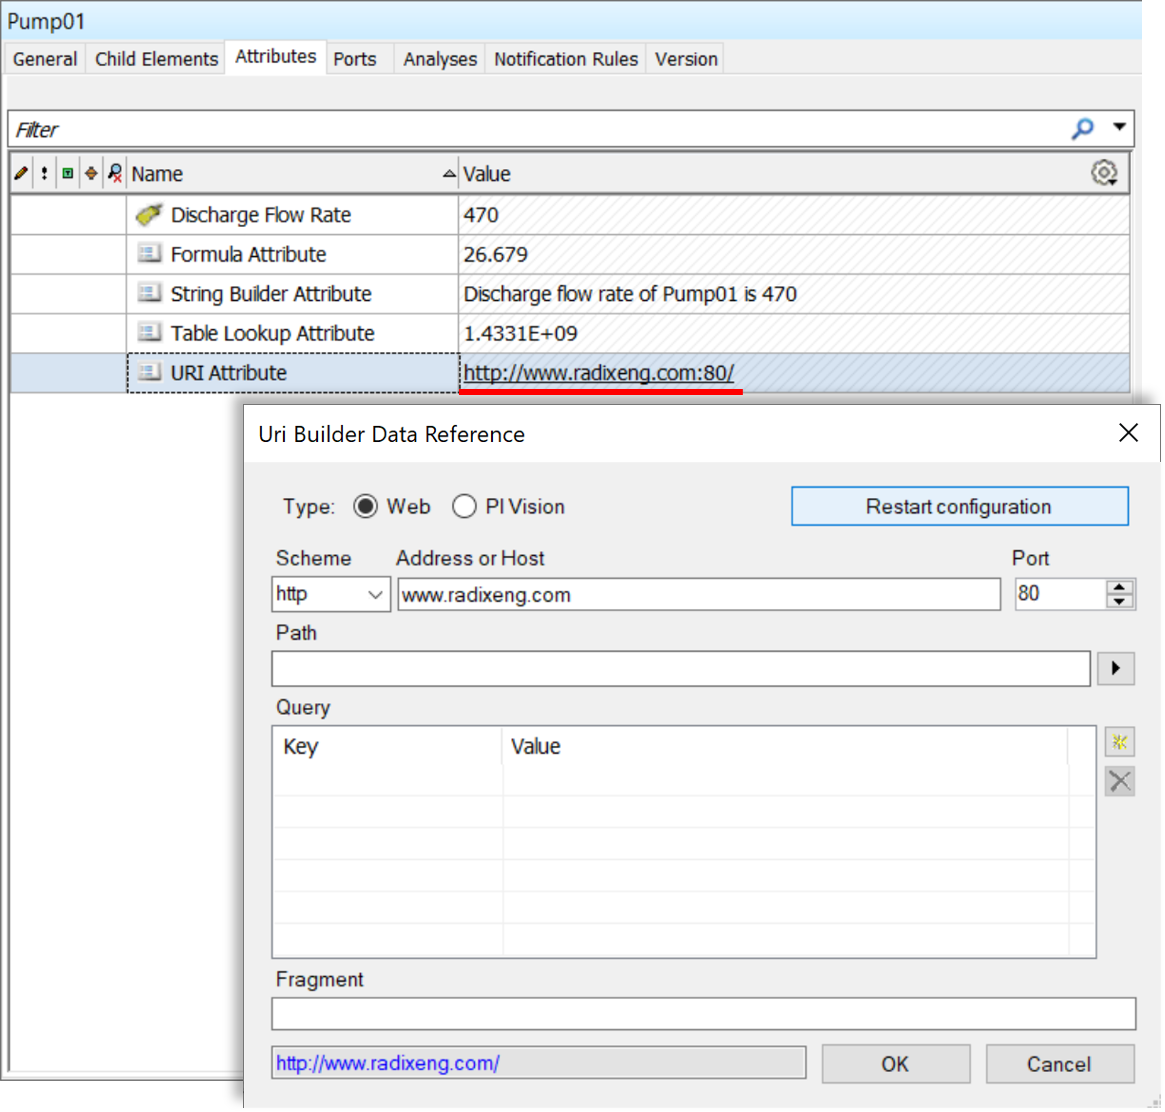 Pump01
General Child Elements Attributes Ports Analyses Notification Rules Version
Filter
Name Value
Discharge Flow Rate 470
Formula Attribute 26.679
String Builder Attribute Discharge flow rate of Pump01 is 470
Table Lookup Attribute 1.4331E+09
URI Attribute http://www.radixeng.com:80/
Uri Builder Data Reference
Type: Web PI Vision Restart configuration
Scheme Address or Host Port
http www.radixeng.com 80
Path
Query
Key Value
Fragment
http://www.radixeng.com/ OK Cancel